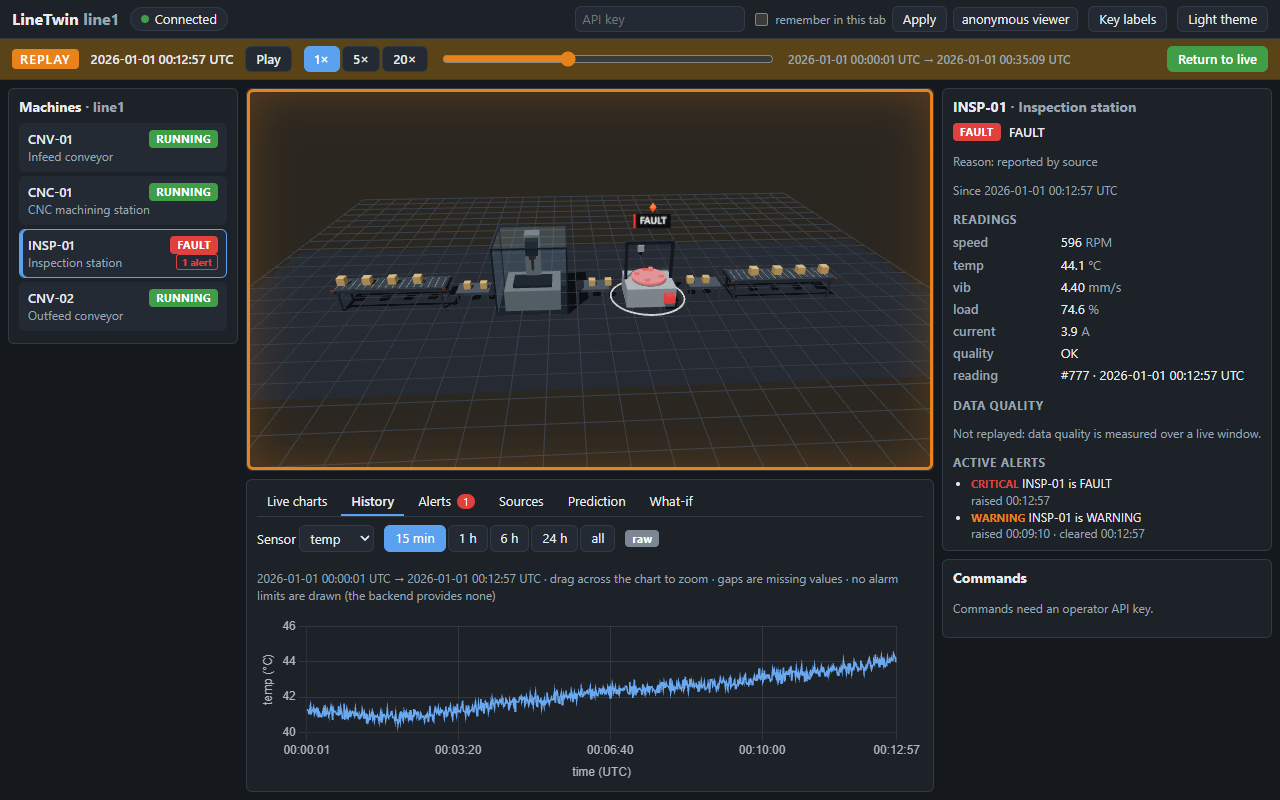 LineTwin line1
Connected
API key
remember in this tab
Apply
anonymous viewer
Key labels
Light theme
REPLAY
2026-01-01 00:12:57 UTC
Play
1×
5×
20×
2026-01-01 00:00:01 UTC → 2026-01-01 00:35:09 UTC
Return to live
Machines · line1
CNV-01
RUNNING
Infeed conveyor
CNC-01
RUNNING
CNC machining station
INSP-01
FAULT
Inspection station
1 alert
CNV-02
RUNNING
Outfeed conveyor
FAULT
Live charts
History
Alerts 1
Sources
Prediction
What-if
Sensor
temp
15 min
1 h
6 h
24 h
all
raw
2026-01-01 00:00:01 UTC → 2026-01-01 00:12:57 UTC · drag across the chart to zoom · gaps are missing values · no alarm
limits are drawn (the backend provides none)
46
44
42
40
temp (°C)
00:00:01
00:03:20
00:06:40
00:10:00
00:12:57
time (UTC)
INSP-01 · Inspection station
FAULT FAULT
Reason: reported by source
Since 2026-01-01 00:12:57 UTC
READINGS
speed 596 RPM
temp 44.1 °C
vib 4.40 mm/s
load 74.6 %
current 3.9 A
quality OK
reading #777 · 2026-01-01 00:12:57 UTC
DATA QUALITY
Not replayed: data quality is measured over a live window.
ACTIVE ALERTS
• CRITICAL INSP-01 is FAULT
raised 00:12:57
• WARNING INSP-01 is WARNING
raised 00:09:10 · cleared 00:12:57
Commands
Commands need an operator API key.